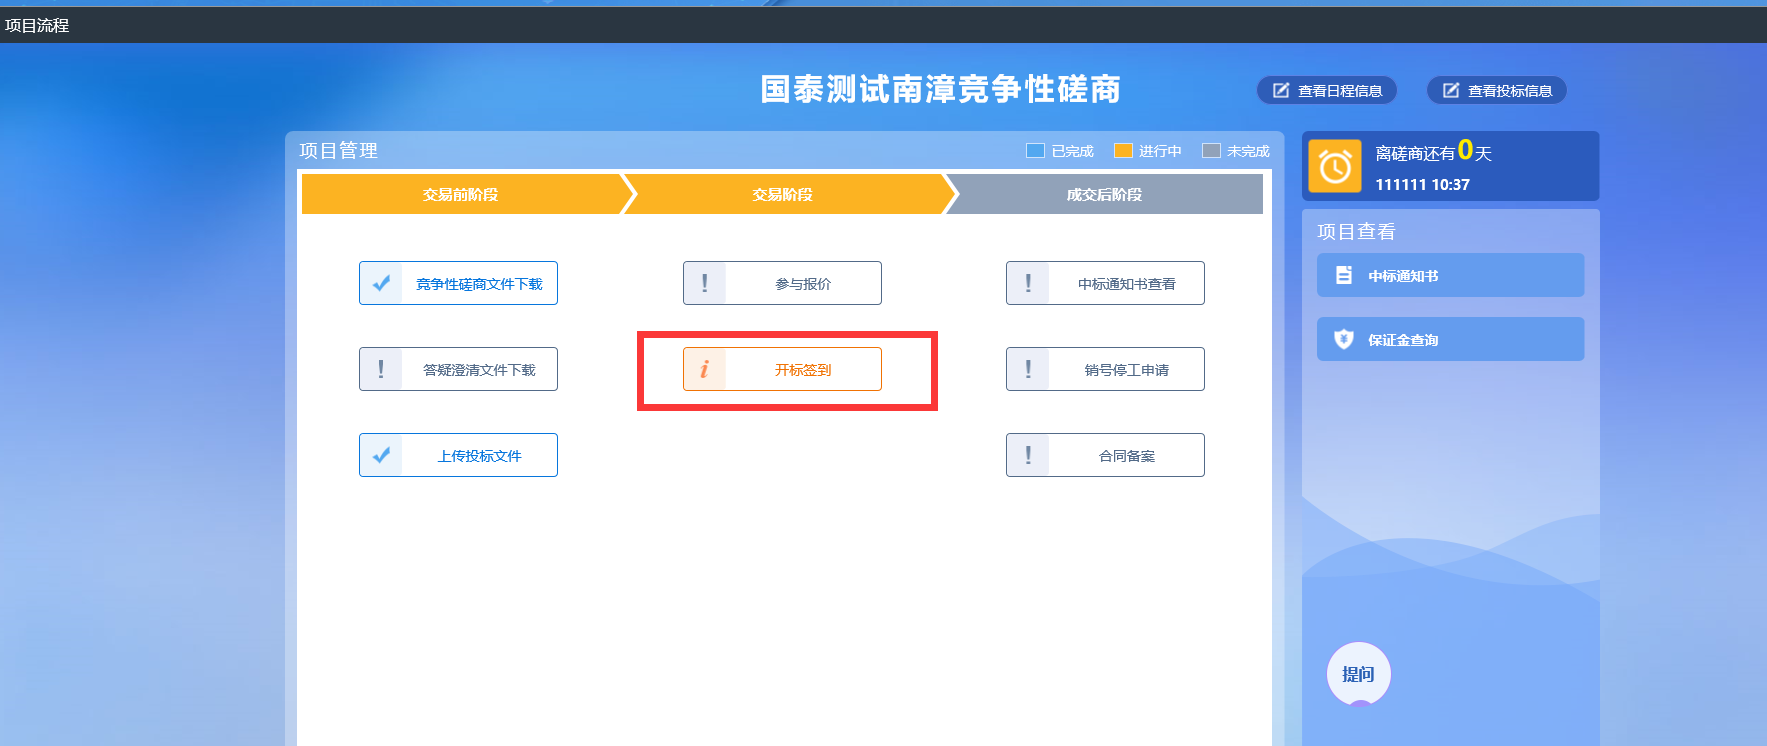 项目流程
国泰测试南漳竞争性磋商
查看日程信息
查看投标信息
项目管理
已完成
进行中
未完成
交易前阶段
交易阶段
成交后阶段
竞争性磋商文件下载
参与报价
中标通知书查看
答疑澄清文件下载
开标签到
销号停工申请
上传投标文件
合同备案
离磋商还有0天
111111 10:37
项目查看
中标通知书
保证金查询
提问